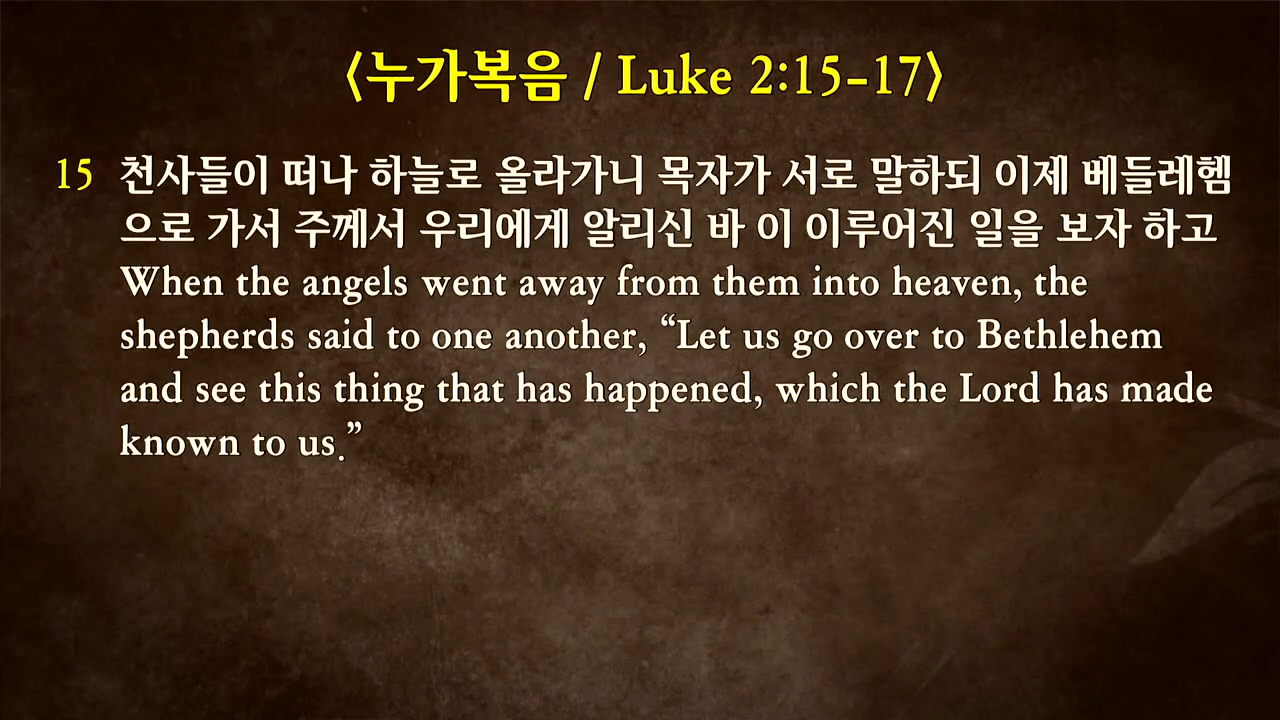 〈누가복음 / Luke 2:15-17〉
15 천사들이 떠나 하늘로 올라가니 목자가 서로 말하되 이제 베들레헴
으로 가서 주께서 우리에게 알리신 바 이 이루어진 일을 보자 하고
When the angels went away from them into heaven, the
shepherds said to one another, “Let us go over to Bethlehem
and see this thing that has happened, which the Lord has made
known to us.”